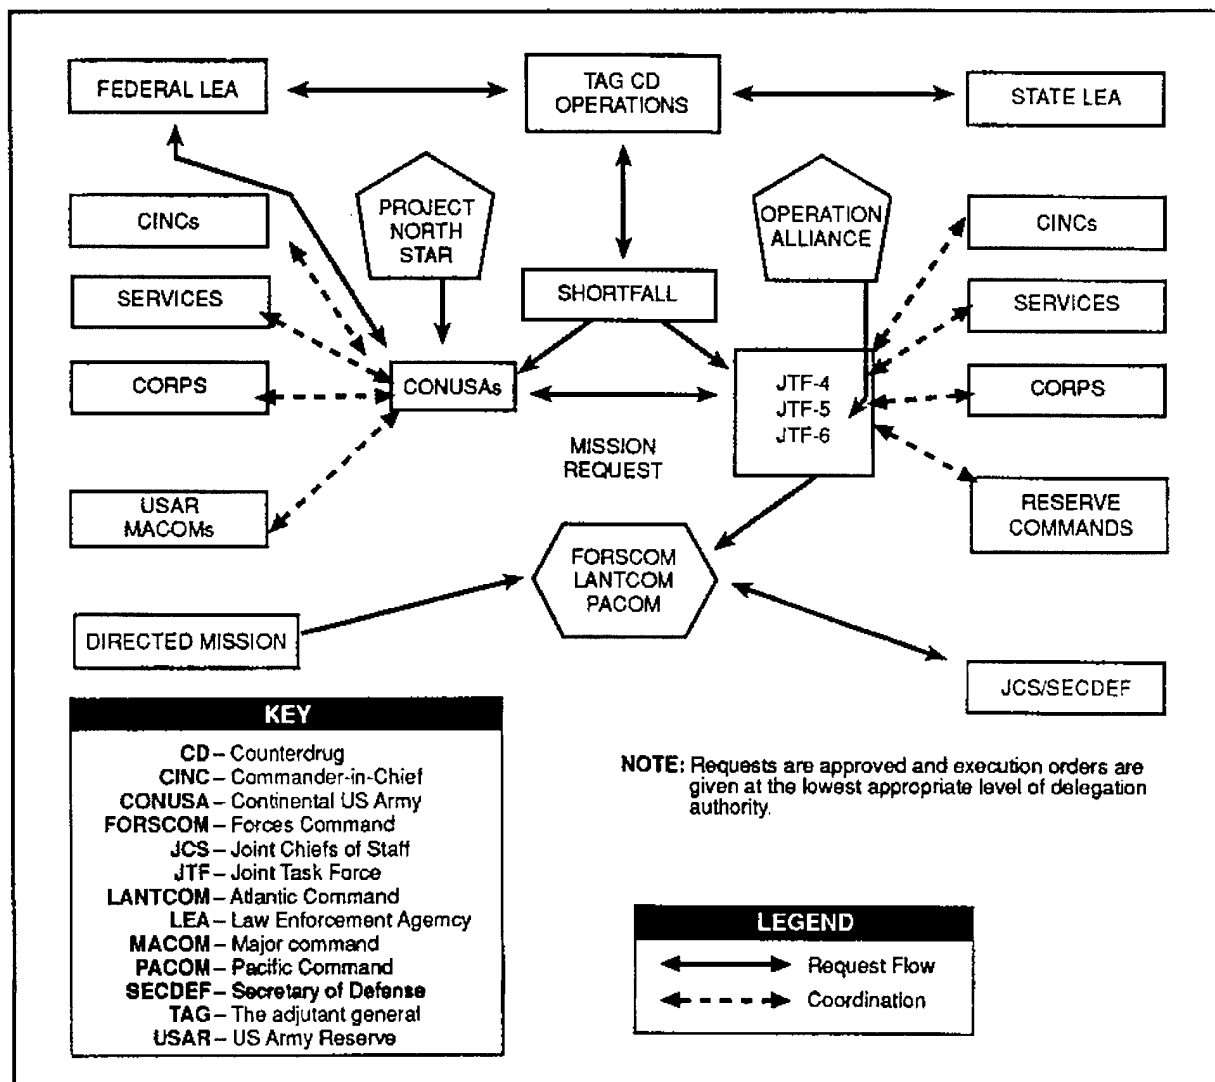 FEDERAL LEA
TAG CD
OPERATIONS
STATE LEA
CINCs
PROJECT
NORTH
STAR
OPERATION
ALLIANCE
CINCs
SERVICES
SHORTFALL
SERVICES
CORPS
CONUSAs
JTF-4
JTF-5
JTF-6
CORPS
MISSION
REQUEST
USAR
MACOMs
RESERVE
COMMANDS
FORSCOM
LANTCOM
PACOM
DIRECTED MISSION
JCS/SECDEF
KEY
CD – Counterdrug
CINC – Commander-in-Chief
CONUSA – Continental US Army
FORSCOM – Forces Command
JCS – Joint Chiefs of Staff
JTF – Joint Task Force
LANTCOM – Atlantic Command
LEA – Law Enforcement Agemcy
MACOM – Major command
PACOM – Pacific Command
SECDEF – Secretary of Defense
TAG – The adjutant general
USAR – US Army Reserve
NOTE: Requests are approved and execution orders are
given at the lowest appropriate level of delegation
authority.
LEGEND
Request Flow
Coordination